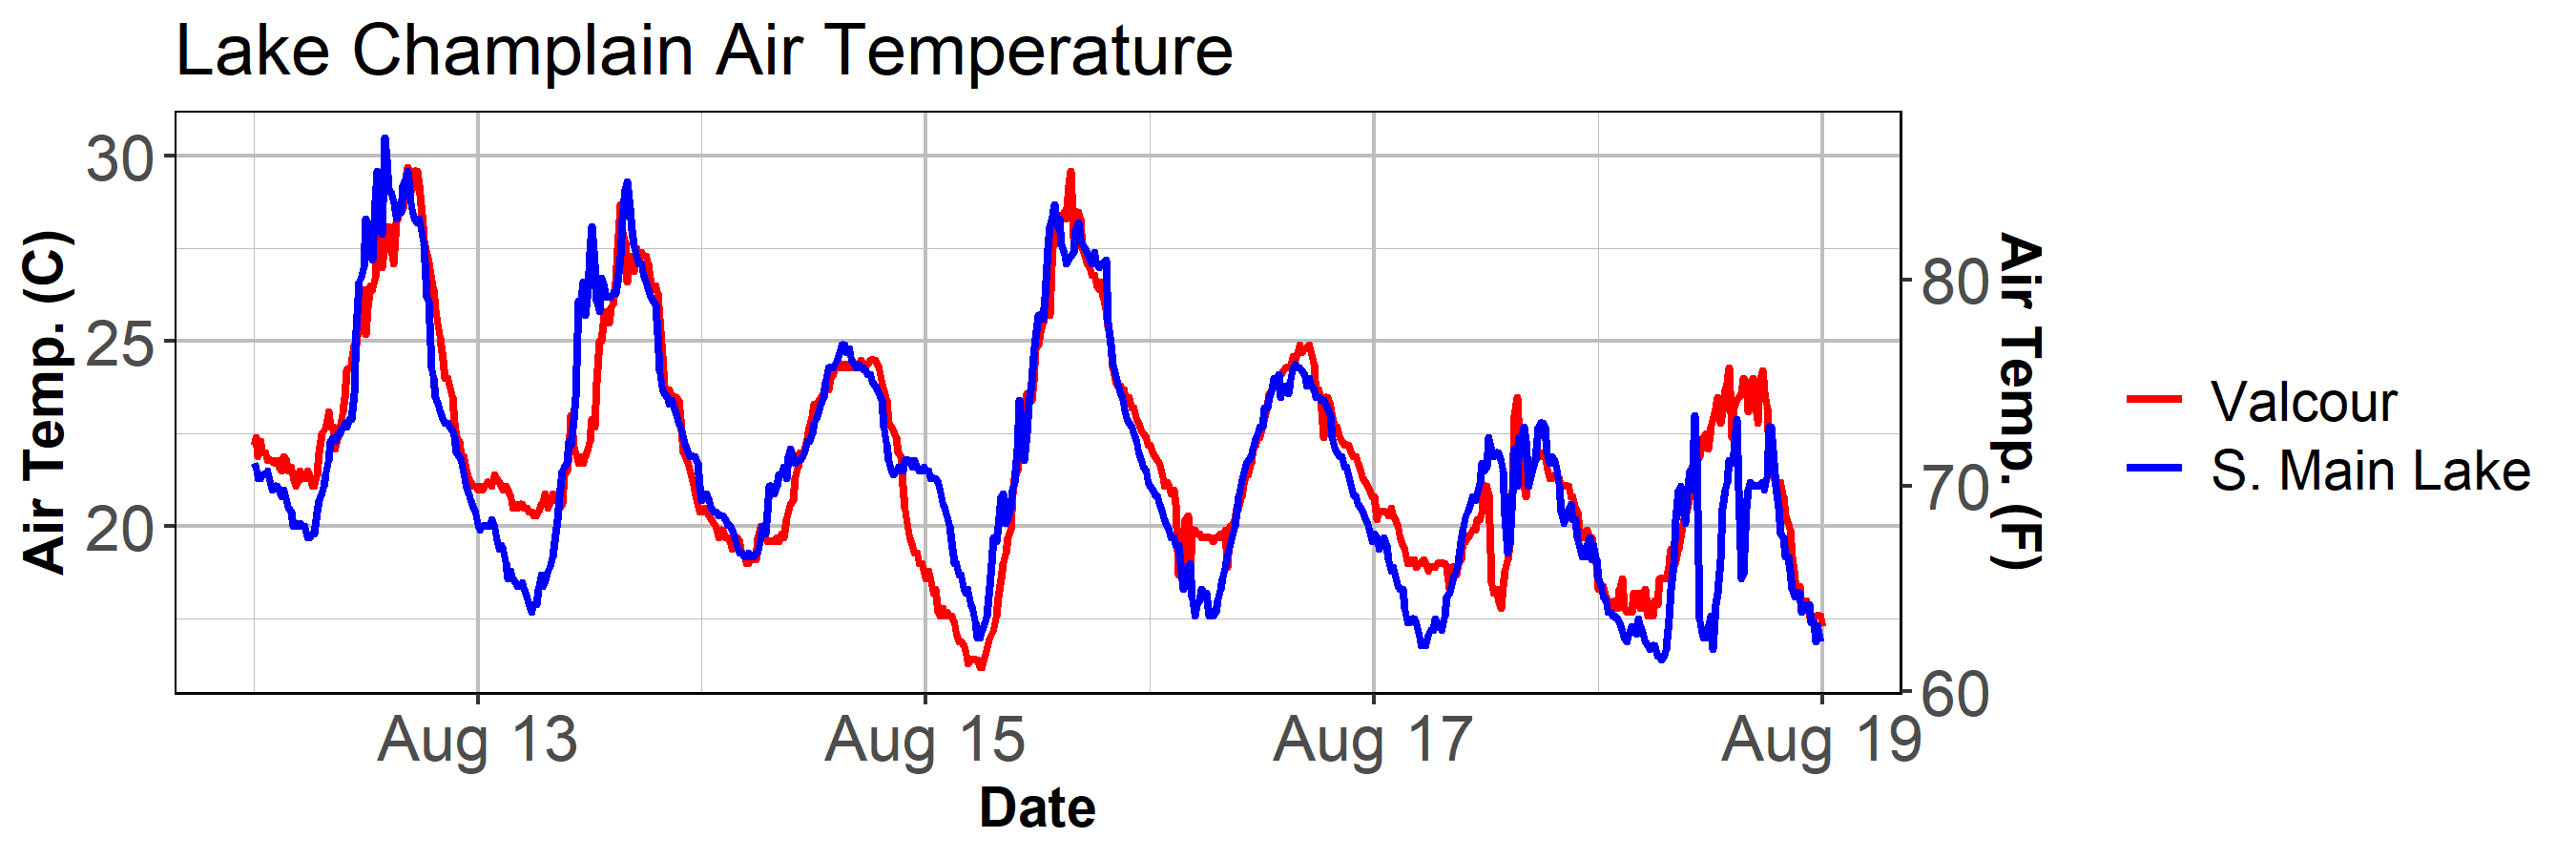 Lake Champlain Air Temperature
Air Temp. (C)
30
25
20
Air Temp. (F)
80
70
60
Aug 13
Aug 15
Aug 17
Aug 19
Date
Valcour
S. Main Lake